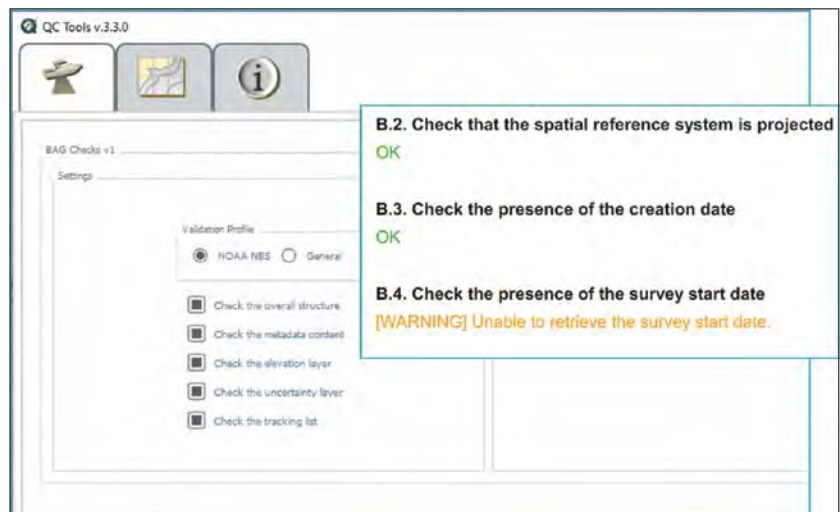 QC Tools v.3.3.0
BAG Checks v1
Settings
Validation Profile
NOAA NBS General
Check the overall structure
Check the metadata content
Check the elevation layer
Check the uncertainty layer
Check the tracking list
B.2. Check that the spatial reference system is projected
OK
B.3. Check the presence of the creation date
OK
B.4. Check the presence of the survey start date
[WARNING] Unable to retrieve the survey start date.